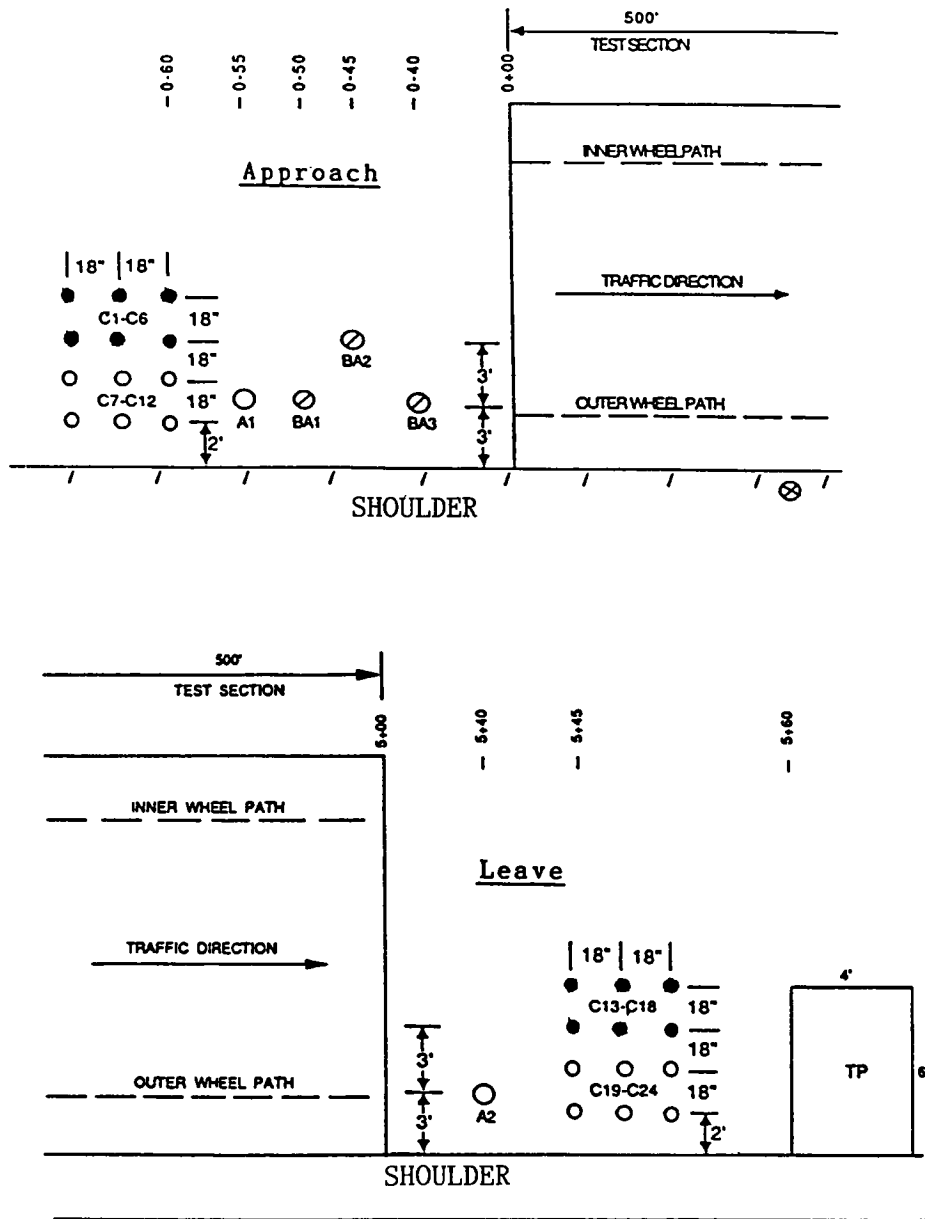 500'
TEST SECTION
0-60
0-55
0-50
0-45
0-40
0+00
INNER WHEELPATH
Approach
18" 18"
TRAFFIC DIRECTION
C1-C6
18"
18"
BA2
3'
C7-C12
18"
A1
BA1
BA3
OUTER WHEEL PATH
2'
3'
SHOULDER
500'
TEST SECTION
5+00
5+40
5+45
5+60
INNER WHEEL PATH
Leave
TRAFFIC DIRECTION
18" 18"
4'
C13-C18
18"
18"
3'
TP
6
OUTER WHEEL PATH
C19-C24
18"
A2
3'
2'
SHOULDER